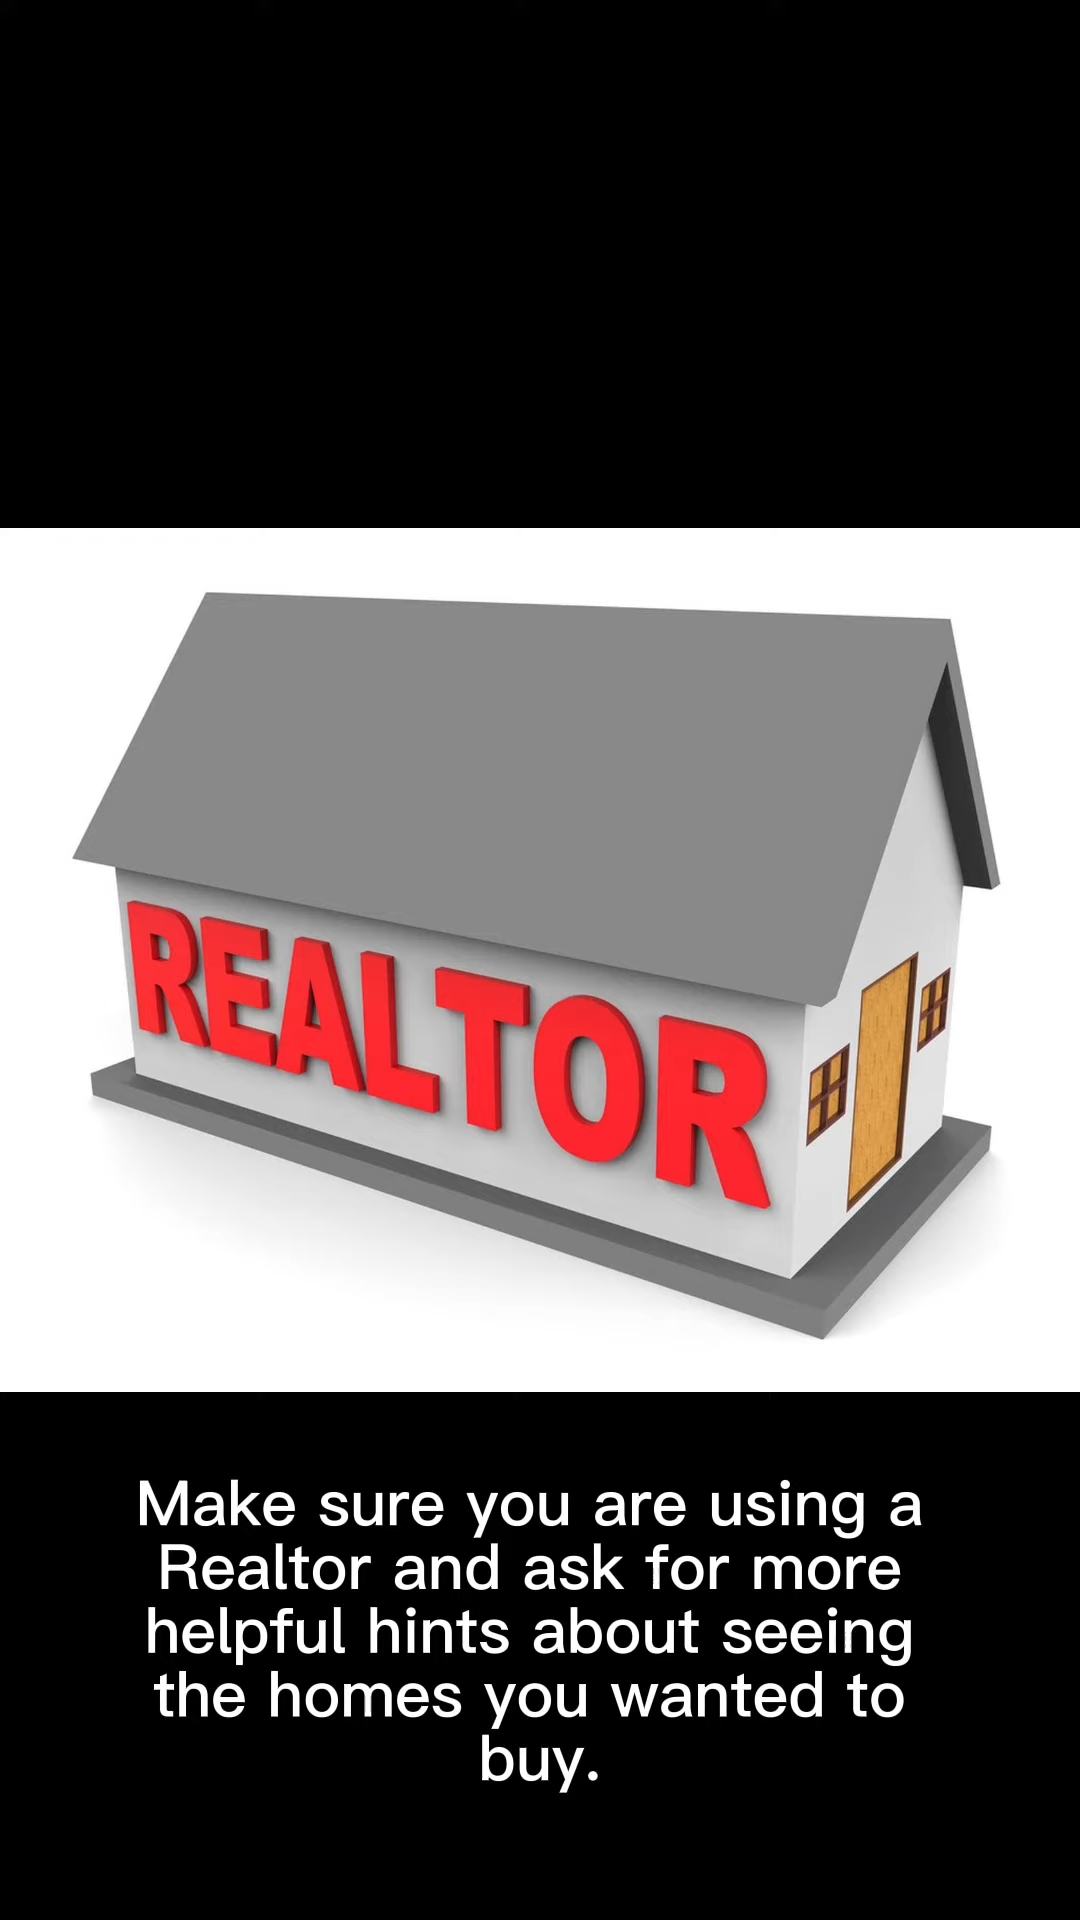 REALTOR
Make sure you are using a
Realtor and ask for more
helpful hints about seeing
the homes you wanted to
buy.